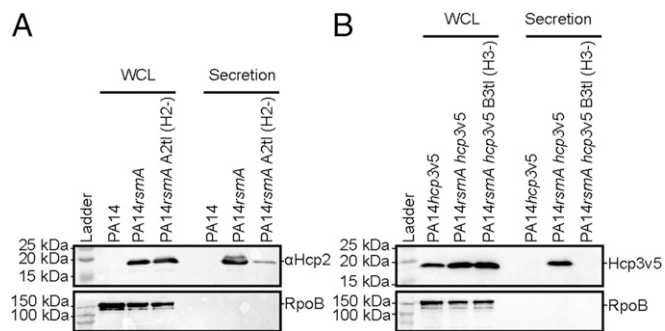 A
WCL Secretion
Ladder
PA14
PA14rsmA
PA14rsmA A2tl (H2-)
PA14
PA14rsmA
PA14rsmA A2tl (H2-)
25 kDa
20 kDa
15 kDa
αHcp2
150 kDa
100 kDa
RpoB
B
WCL Secretion
Ladder
PA14hcp3v5
PA14rsmA hcp3v5
PA14rsmA hcp3v5 B3tl (H3-)
PA14hcp3v5
PA14rsmA hcp3v5
PA14rsmA hcp3v5 B3tl (H3-)
25 kDa
20 kDa
15 kDa
Hcp3v5
150 kDa
100 kDa
RpoB